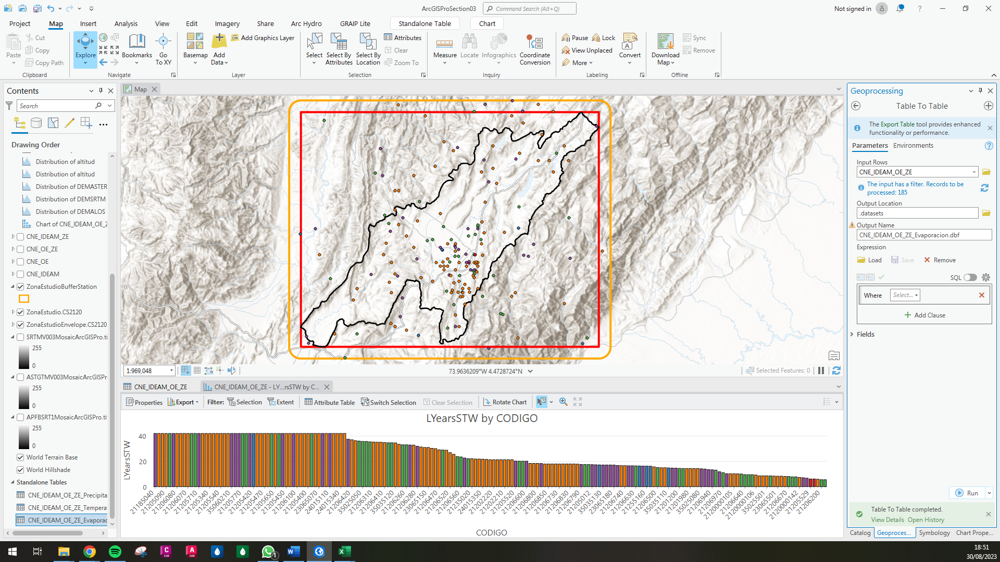 ArcGISProSection03
Command Search (Alt+Q)
Not signed in
Project
Map
Insert
Analysis
View
Edit
Imagery
Share
Arc Hydro
GRAIP Lite
Standalone Table
Chart
Paste
Cut
Copy
Copy Path
Clipboard
Explore
Bookmarks
Go To XY
Navigate
Basemap
Add Data
Add Graphics Layer
Layer
Select
Select By Attributes
Select By Location
Attributes
Clear
Zoom To
Selection
Measure
Locate
Infographics
Coordinate Conversion
Inquiry
Pause
Lock
View Unplaced
More
Convert
Labeling
Download Map
Sync
Remove
Offline
Contents
Search
Drawing Order
Distribution of altitud
Distribution of altitud
Distribution of DEMASTER
Distribution of DEMSRTM
Distribution of DEMALOS
Chart of CNE_IDEAM_OE_Z
CNE_IDEAM_ZE
CNE_OE_ZE
CNE_OE
CNE_IDEAM
ZonaEstudioBufferStation
ZonaEstudio.CS2120
ZonaEstudioEnvelope.CS2120
SRTMV003MosaicArcGISPro.ti
255
0
ASTGTMV003MosaicArcGISPr
255
0
APFBSRT1MosaicArcGISPro.ti
255
0
World Terrain Base
World Hillshade
Standalone Tables
CNE_IDEAM_OE_ZE_Precipita
CNE_IDEAM_OE_ZE_Tempera
CNE_IDEAM_OE_ZE_Evaporac
Map
1:969,048
73.9636209°W 4.4728724°N
Selected Features: 0
CNE_IDEAM_OE_ZE
CNE_IDEAM_OE_ZE - LY...rsSTW by C...
Properties
Export
Filter:
Selection
Extent
Attribute Table
Switch Selection
Clear Selection
Rotate Chart
LYearsSTW by CODIGO
LYearsSTW
40
20
0
21185040
21205090
21206080
21206070
21205710
21205340
21205540
35060210
21205770
21205420
21205470
21205650
21205450
21206100
21205400
23065070
24015110
24015340
21206420
35025050
21206310
21206410
35035120
21206260
21206280
23065150
21206470
21206520
21206560
21235020
24015350
21202220
21202210
21205520
21206600
21206800
21206850
21206730
21206830
21206790
21205012
35035130
23065180
21206740
21206630
21255160
21206500
35035110
21201200
21201980
35025080
21206940
21206970
2120000105
21206640
2120000106
35025501
23065501
21206670
2120000142
21205529
21206200
CODIGO
Geoprocessing
Table To Table
The Export Table tool provides enhanced
functionality or performance.
Parameters
Environments
Input Rows
CNE_IDEAM_OE_ZE
The input has a filter. Records to be
processed: 185
Output Location
.datasets
Output Name
CNE_IDEAM_OE_ZE_Evaporacion.dbf
Expression
Load
Save
Remove
SQL
Where
Select...
Add Clause
Fields
Run
Table To Table completed.
View Details
Open History
Catalog
Geoproces...
Symbology
Chart Prope...
18:51
30/08/2023